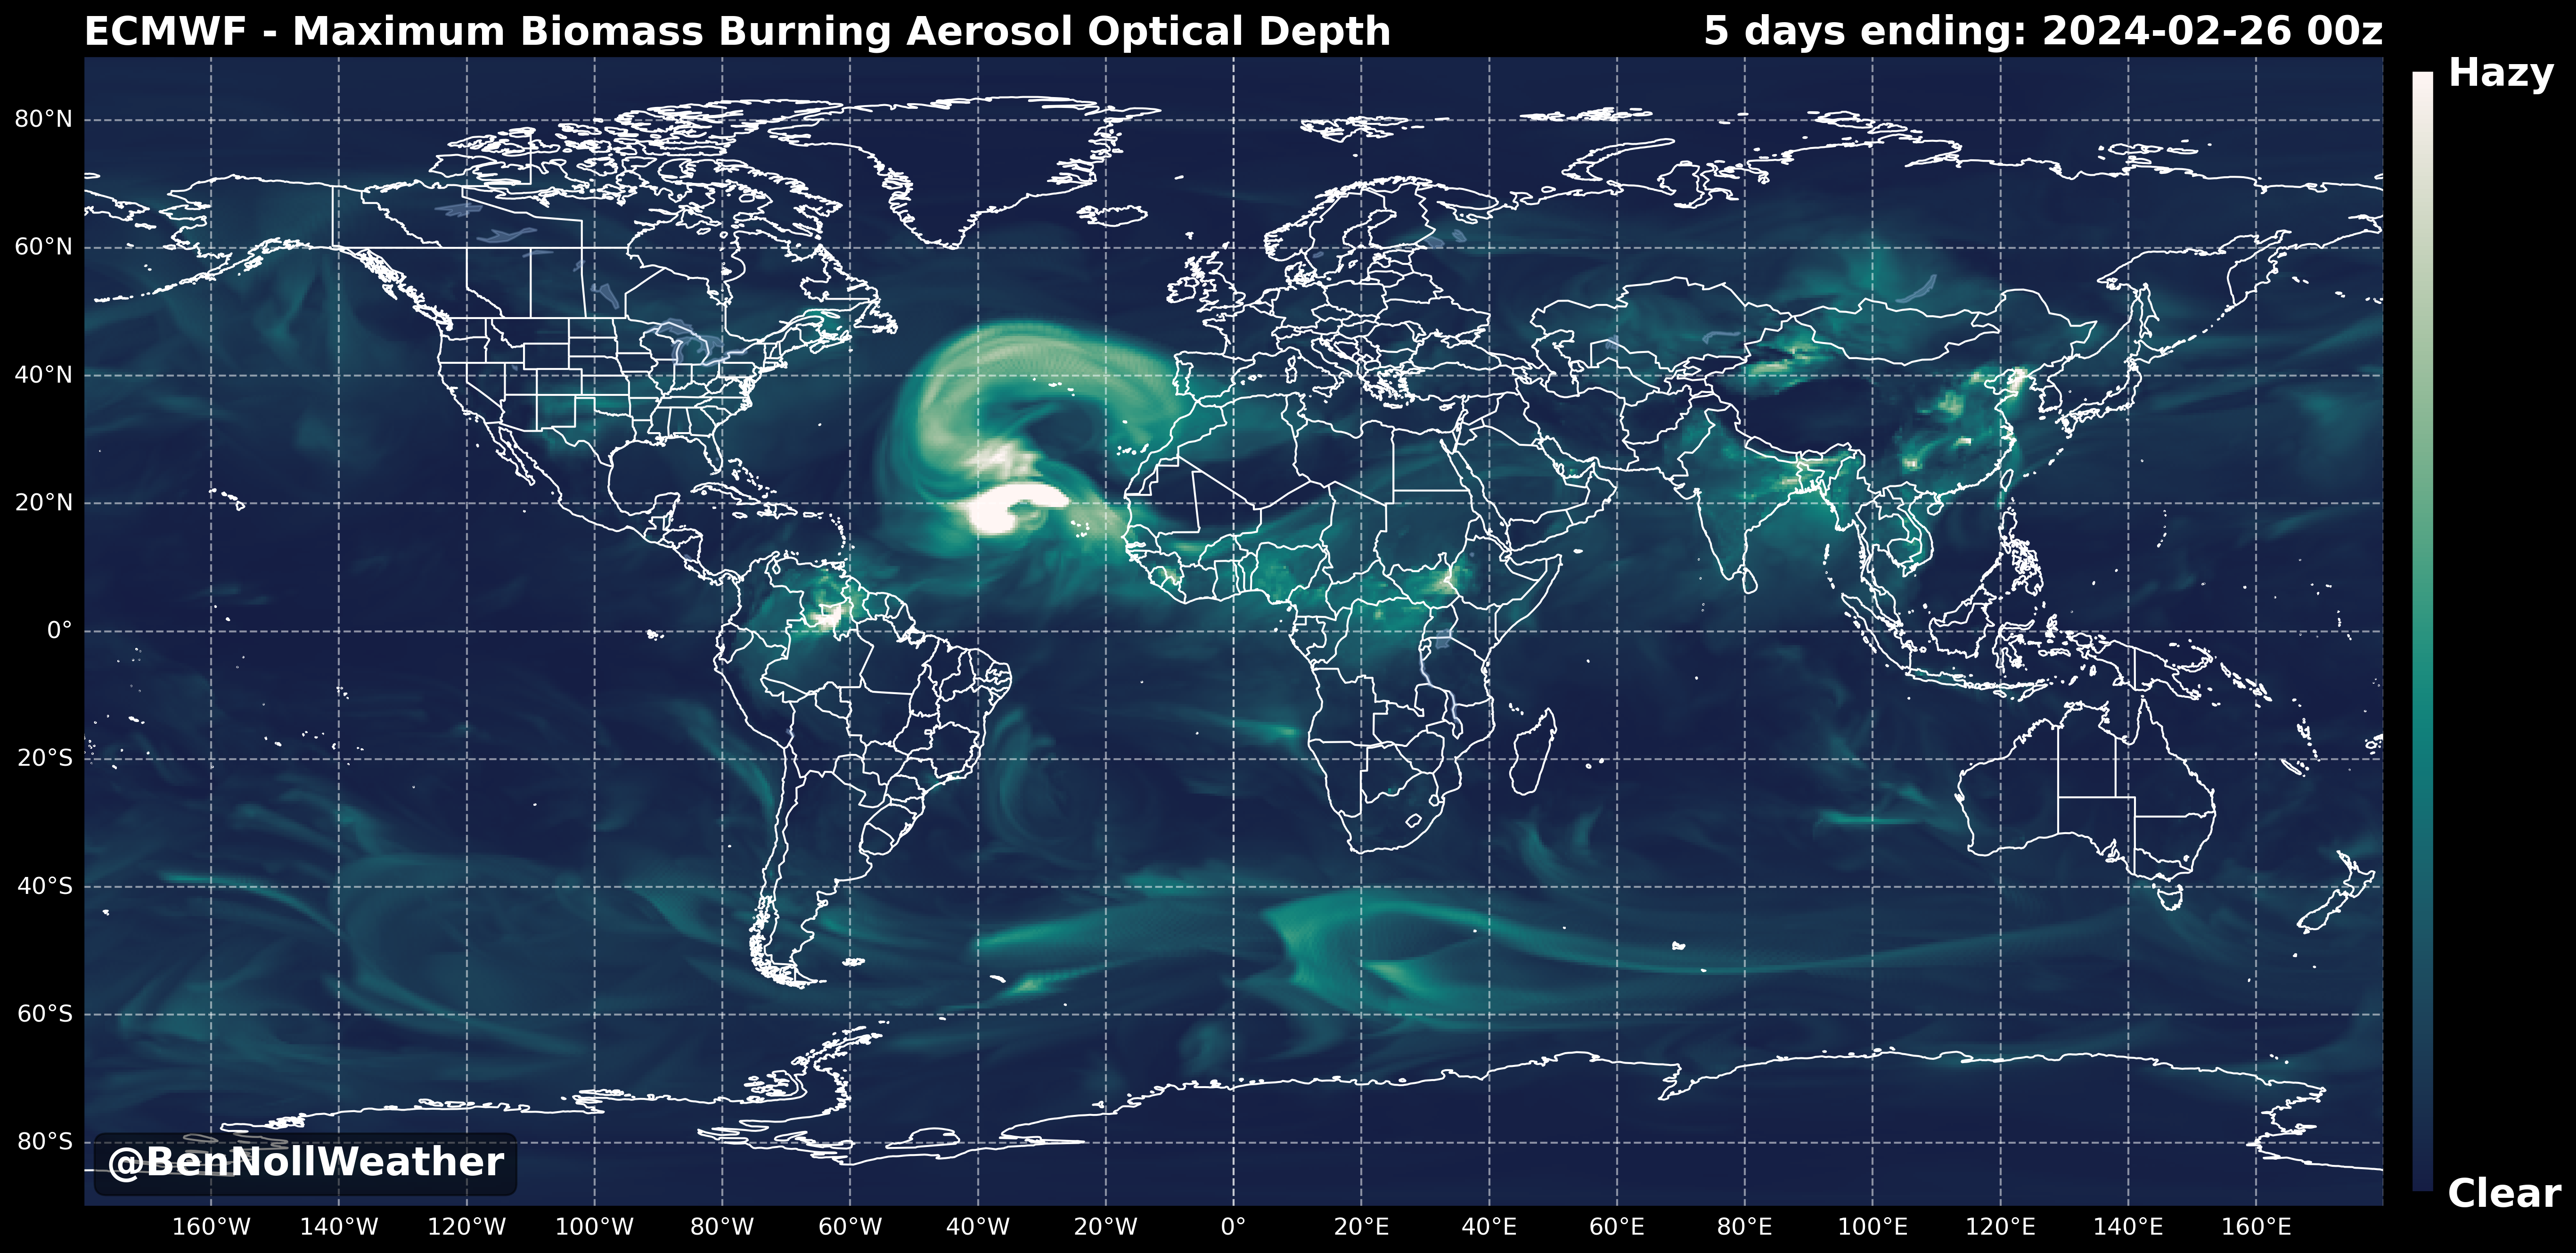 ECMWF - Maximum Biomass Burning Aerosol Optical Depth
5 days ending: 2024-02-26 00z
Hazy
80°N
60°N
40°N
20°N
0°
20°S
40°S
60°S
80°S
@BenNollWeather
Clear
160°W 140°W 120°W 100°W 80°W 60°W 40°W 20°W 0° 20°E 40°E 60°E 80°E 100°E 120°E 140°E 160°E